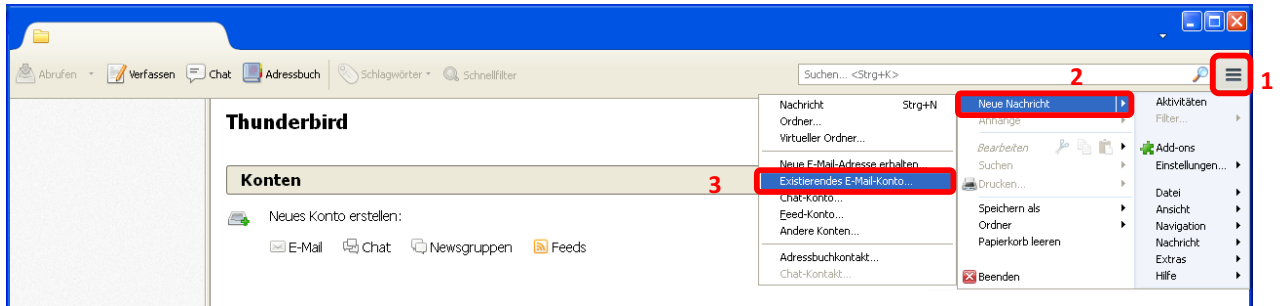 Abrufen Verfassen Chat Adressbuch Schlagwörter Schnellfilter Suchen... <Strg+K>
1
2
Thunderbird
Konten
Neues Konto erstellen:
E-Mail Chat Newsgruppen Feeds
3
Nachricht Strg+N
Ordner...
Virtueller Ordner...
Neue E-Mail-Adresse erhalten...
Existierendes E-Mail-Konto...
Chat-Konto...
Feed-Konto...
Andere Konten...
Adressbuchkontakt...
Chat-Kontakt...
Neue Nachricht
Anhänge
Bearbeiten
Suchen
Drucken...
Speichern als
Ordner
Papierkorb leeren
Beenden
Aktivitäten
Filter...
Add-ons
Einstellungen...
Datei
Ansicht
Navigation
Nachricht
Extras
Hilfe